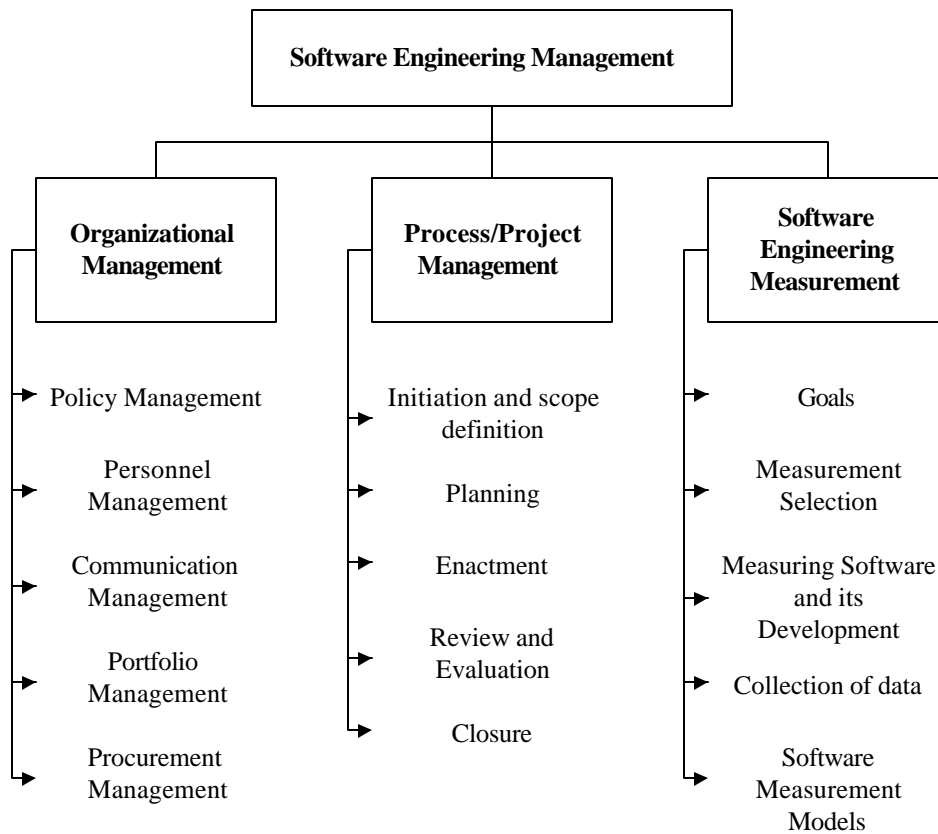 Software Engineering Management
Organizational
Management
Policy Management
Personnel
Management
Communication
Management
Portfolio
Management
Procurement
Management
Process/Project
Management
Initiation and scope
definition
Planning
Enactment
Review and
Evaluation
Closure
Software
Engineering
Measurement
Goals
Measurement
Selection
Measuring Software
and its
Development
Collection of data
Software
Measurement
Models